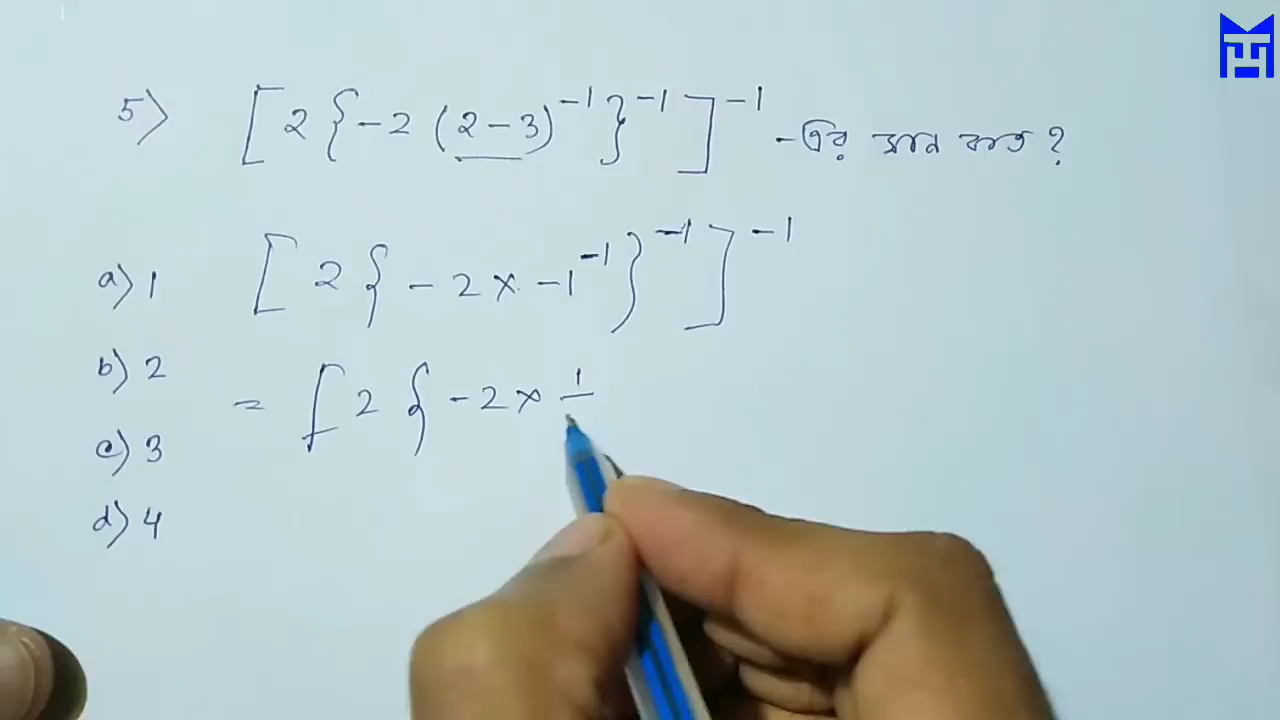 5) [2{-2(2-3)⁻¹}⁻¹]⁻¹ -এর মান কত ?
[2{-2×-1⁻¹}⁻¹]⁻¹
a) 1
b) 2
= [2{-2×1/
c) 3
d) 4